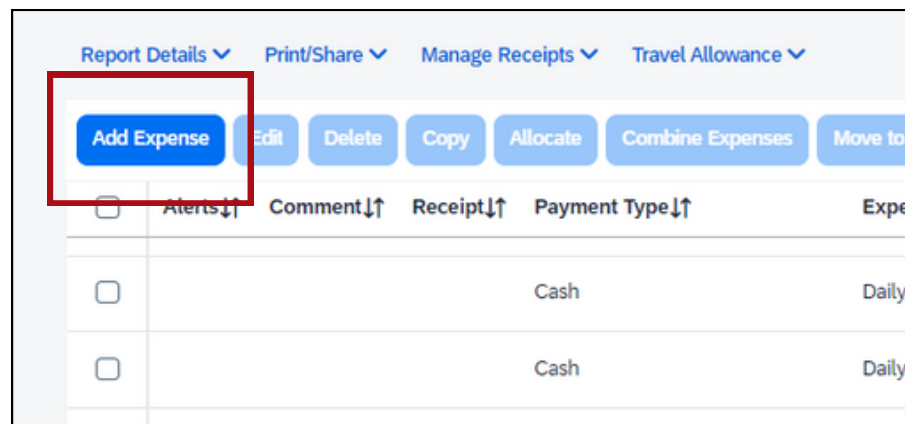 Report Details Print/Share Manage Receipts Travel Allowance
Add Expense Edit Delete Copy Allocate Combine Expenses Move to
Alerts Comment Receipt Payment Type Expe
Cash Daily
Cash Daily